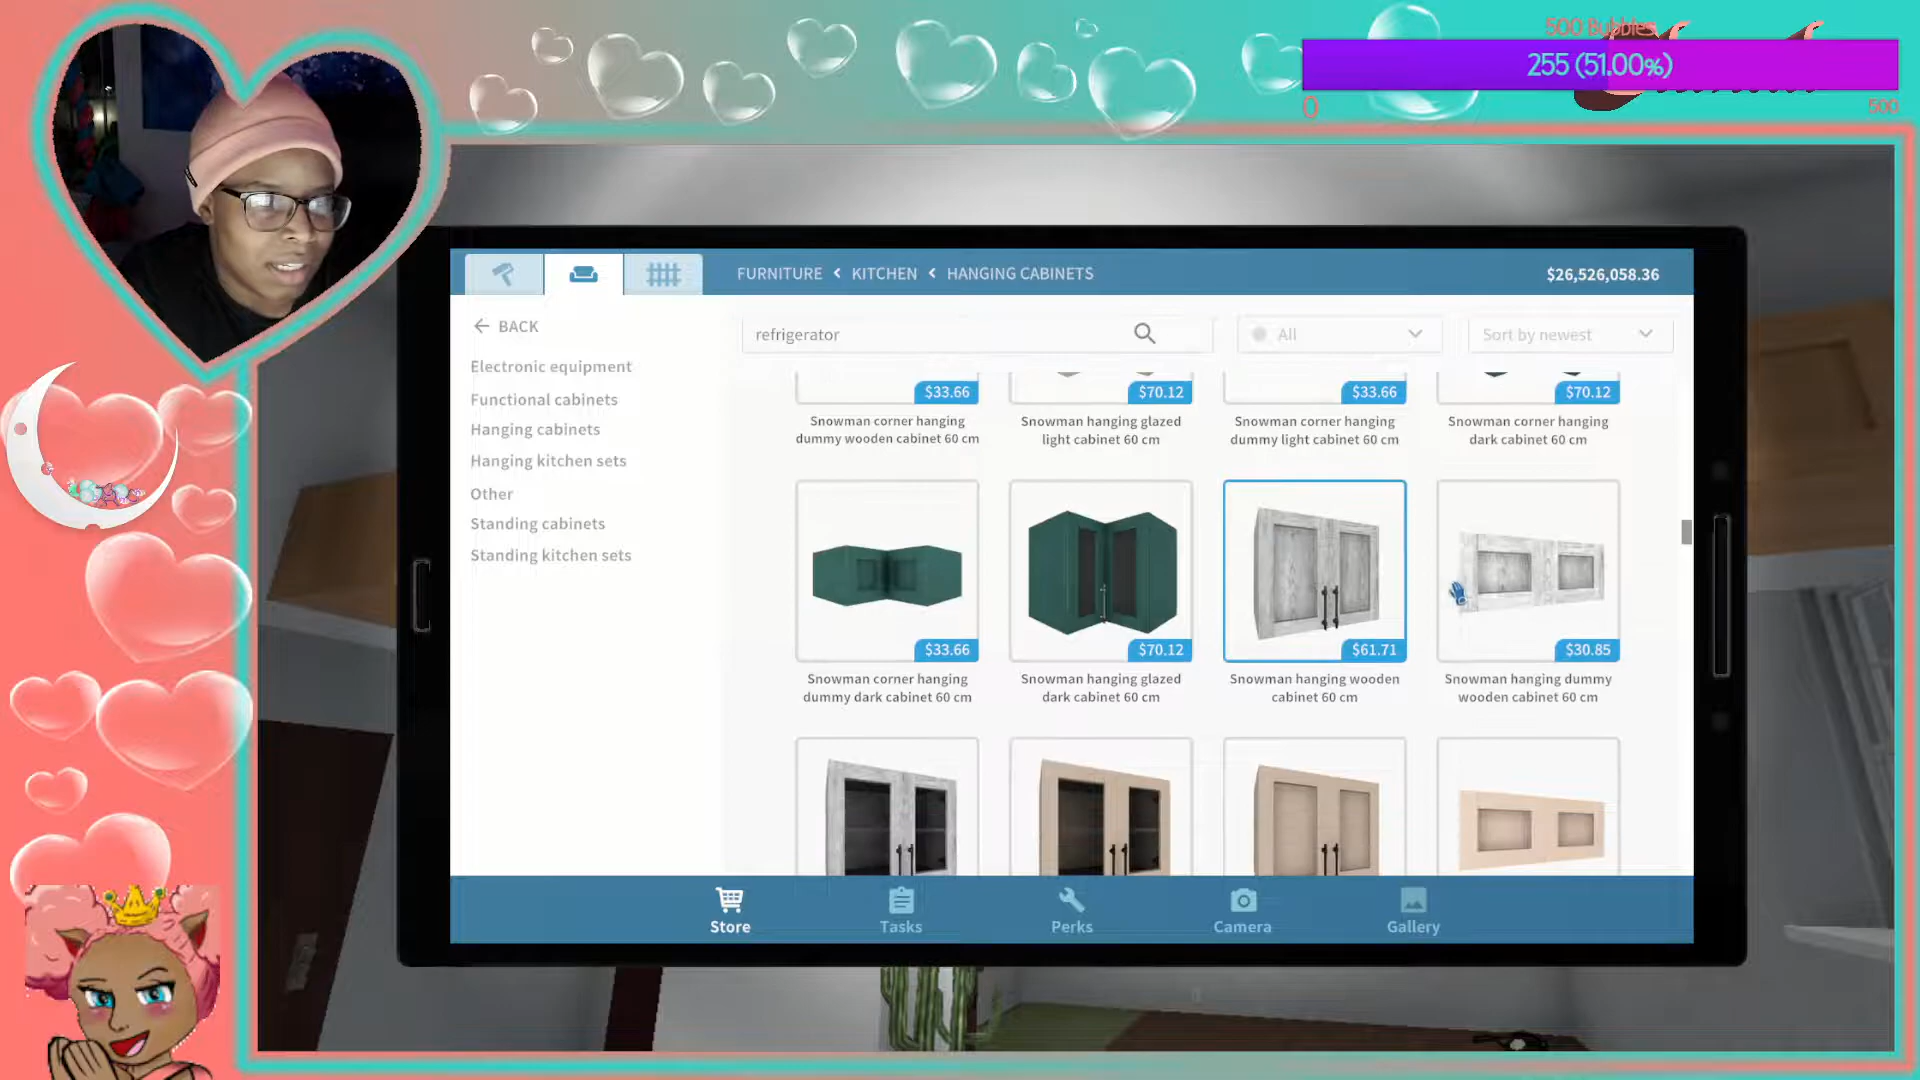 500 Bubbles
255 (51.00%)
0
500
FURNITURE < KITCHEN < HANGING CABINETS
$26,526,058.36
BACK
refrigerator
All
Sort by newest
Electronic equipment
Functional cabinets
Hanging cabinets
Hanging kitchen sets
Other
Standing cabinets
Standing kitchen sets
$33.66
$70.12
$33.66
$70.12
Snowman corner hanging
dummy wooden cabinet 60 cm
Snowman hanging glazed
light cabinet 60 cm
Snowman corner hanging
dummy light cabinet 60 cm
Snowman corner hanging
dark cabinet 60 cm
$33.66
$70.12
$61.71
$30.85
Snowman corner hanging
dummy dark cabinet 60 cm
Snowman hanging glazed
dark cabinet 60 cm
Snowman hanging wooden
cabinet 60 cm
Snowman hanging dummy
wooden cabinet 60 cm
Store
Tasks
Perks
Camera
Gallery